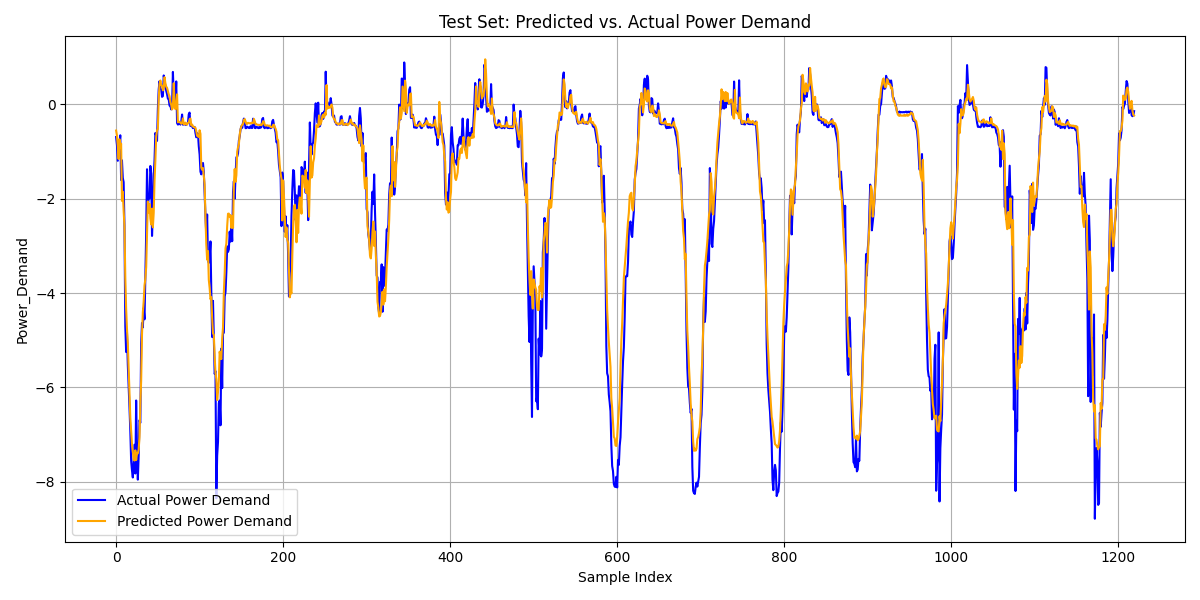 Test Set: Predicted vs. Actual Power Demand
Power_Demand
0
−2
−4
−6
−8
Actual Power Demand
Predicted Power Demand
0 200 400 600 800 1000 1200
Sample Index